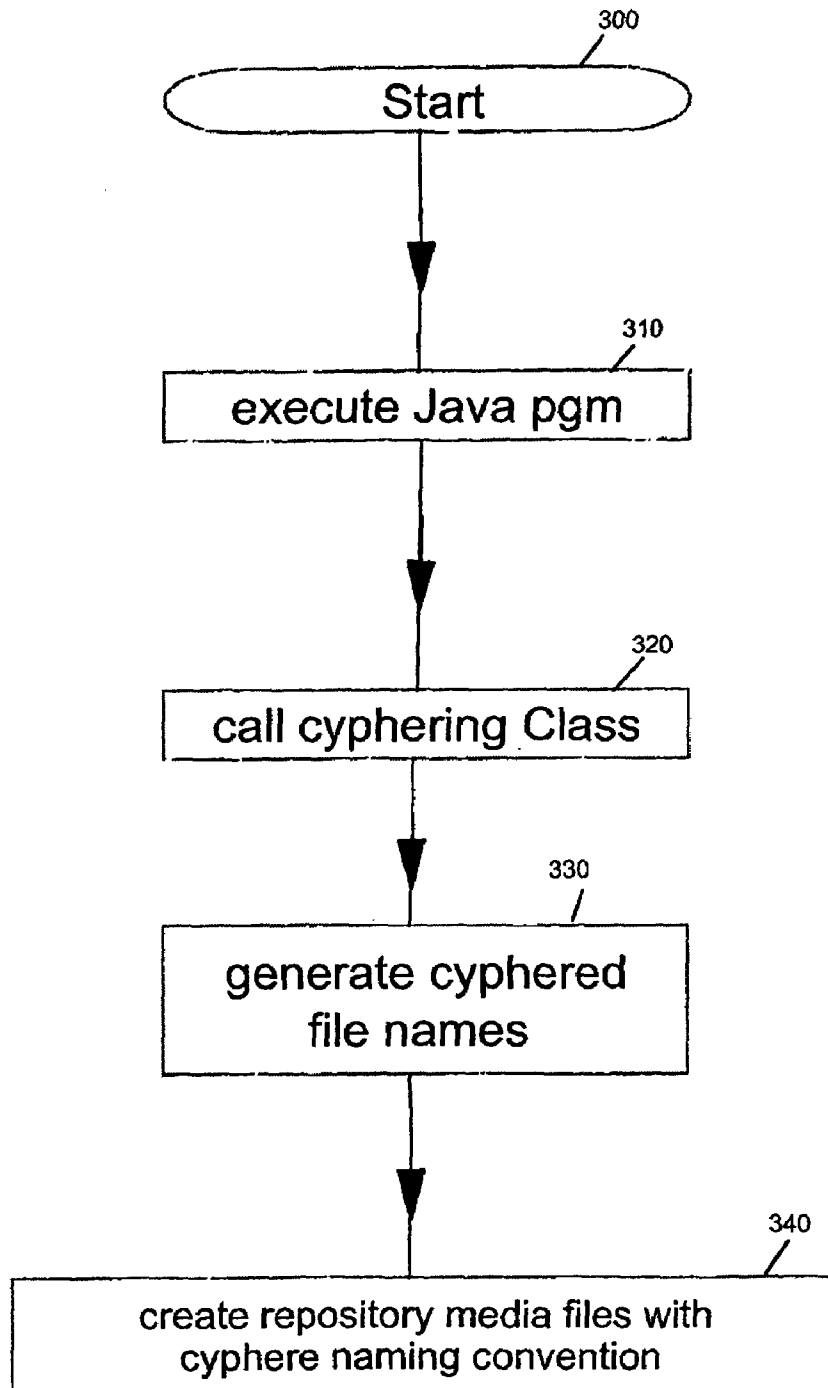 300
Start
310
execute Java pgm
320
call cyphering Class
330
generate cyphered
file names
340
create repository media files with
cyphere naming convention